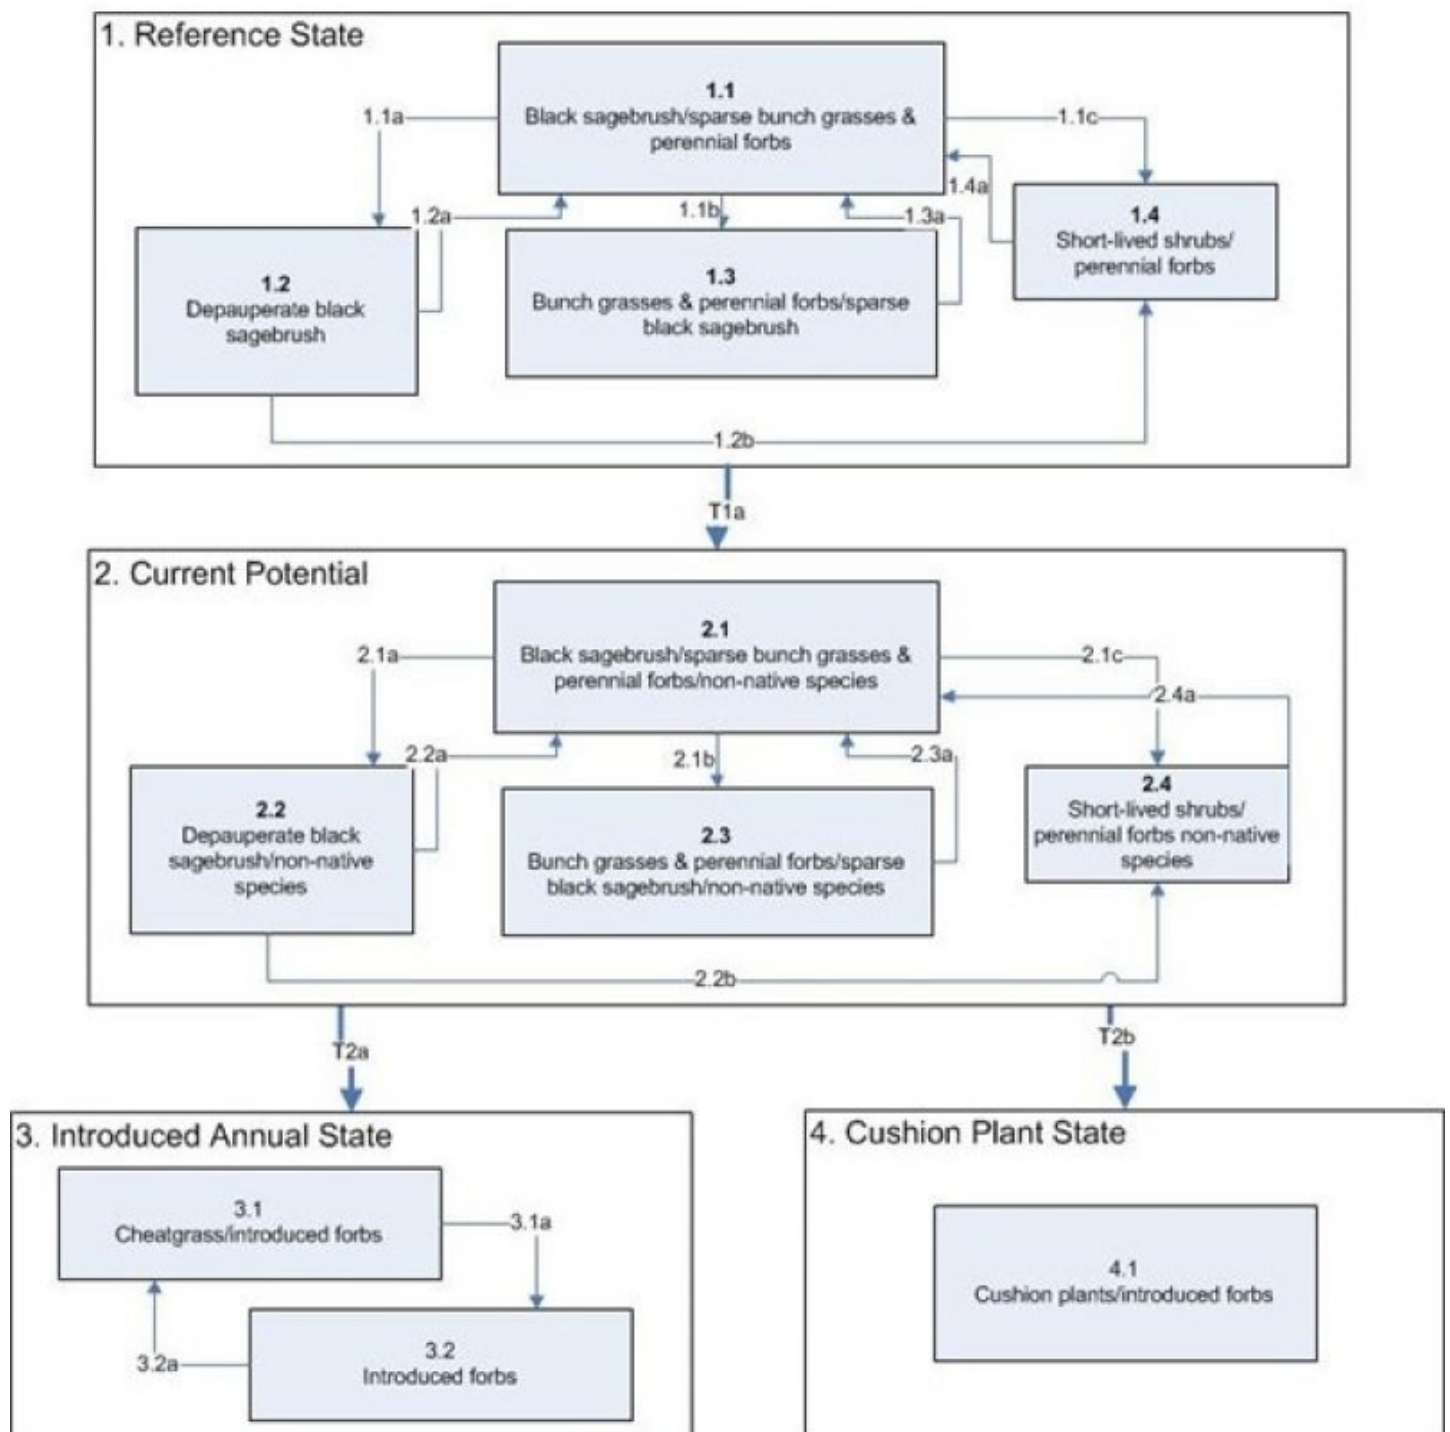 1. Reference State
1.1
Black sagebrush/sparse bunch grasses &
perennial forbs
1.1a
1.1c
1.4a
1.2a
1.1b
1.3a
1.4
Short-lived shrubs/
perennial forbs
1.2
Depauperate black
sagebrush
1.3
Bunch grasses & perennial forbs/sparse
black sagebrush
1.2b
T1a
2. Current Potential
2.1
Black sagebrush/sparse bunch grasses &
perennial forbs/non-native species
2.1a
2.1c
2.4a
2.2a
2.1b
2.3a
2.4
Short-lived shrubs/
perennial forbs non-native
species
2.2
Depauperate black
sagebrush/non-native
species
2.3
Bunch grasses & perennial forbs/sparse
black sagebrush/non-native species
2.2b
T2a
T2b
3. Introduced Annual State
3.1
Cheatgrass/introduced forbs
3.1a
3.2
Introduced forbs
3.2a
4. Cushion Plant State
4.1
Cushion plants/introduced forbs